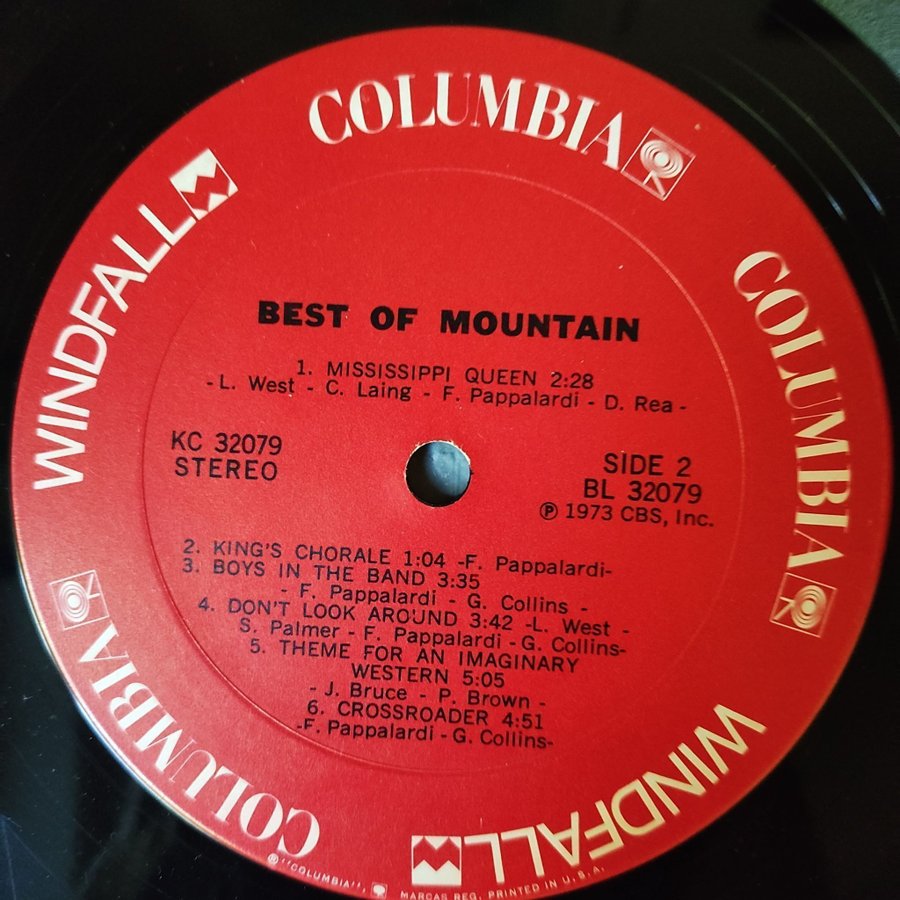 COLUMBIA
COLUMBIA
WINDFALL
COLUMBIA
WINDFALL
BEST OF MOUNTAIN
1. MISSISSIPPI QUEEN 2:28
- L. West - C. Laing - F. Pappalardi - D. Rea -
KC 32079
STEREO
SIDE 2
BL 32079
Ⓟ 1973 CBS, Inc.
2. KING'S CHORALE 1:04 -F. Pappalardi-
3. BOYS IN THE BAND 3:35
- F. Pappalardi - G. Collins -
4. DON'T LOOK AROUND 3:42 -L. West -
S. Palmer - F. Pappalardi - G. Collins-
5. THEME FOR AN IMAGINARY
WESTERN 5:05
- J. Bruce - P. Brown -
6. CROSSROADER 4:51
-F. Pappalardi - G. Collins-
® "COLUMBIA", MARCAS REG. PRINTED IN U.S.A.